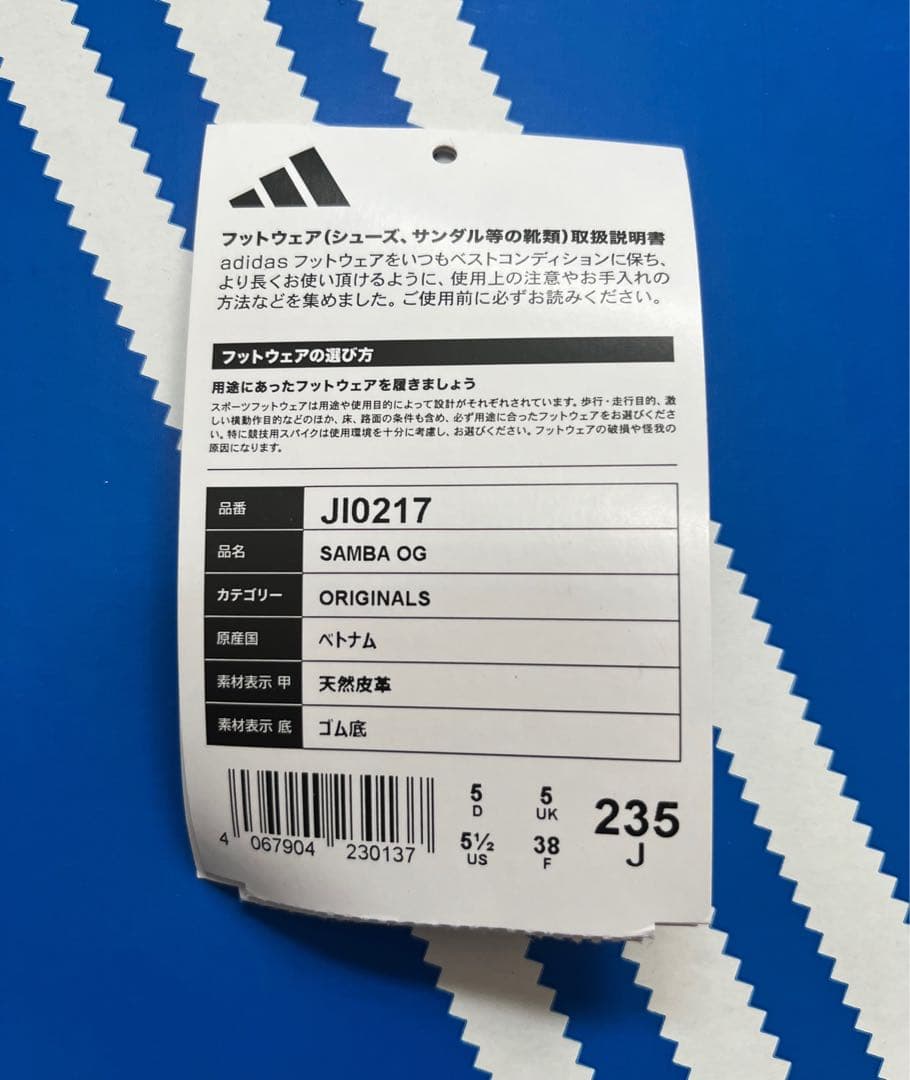 フットウェア(シューズ、サンダル等の靴類)取扱説明書
adidas フットウェアをいつもベストコンディションに保ち、
より長くお使い頂けるように、使用上の注意やお手入れの
方法などを集めました。ご使用前に必ずお読みください。
フットウェアの選び方
用途にあったフットウェアを履きましょう
スポーツフットウェアは用途や使用目的によって設計がそれぞれされています。歩行・走行目的、激
しい横動作目的などのほか、床、路面の条件も含め、必ず用途に合ったフットウェアをお選びくださ
い。特に競技用スパイクは使用環境を十分に考慮し、お選びください。フットウェアの破損や怪我の
原因になります。
品番 JI0217
品名 SAMBA OG
カテゴリー ORIGINALS
原産国 ベトナム
素材表示 甲 天然皮革
素材表示 底 ゴム底
5 5 235
D UK J
5½ 38
US F
4 067904 230137